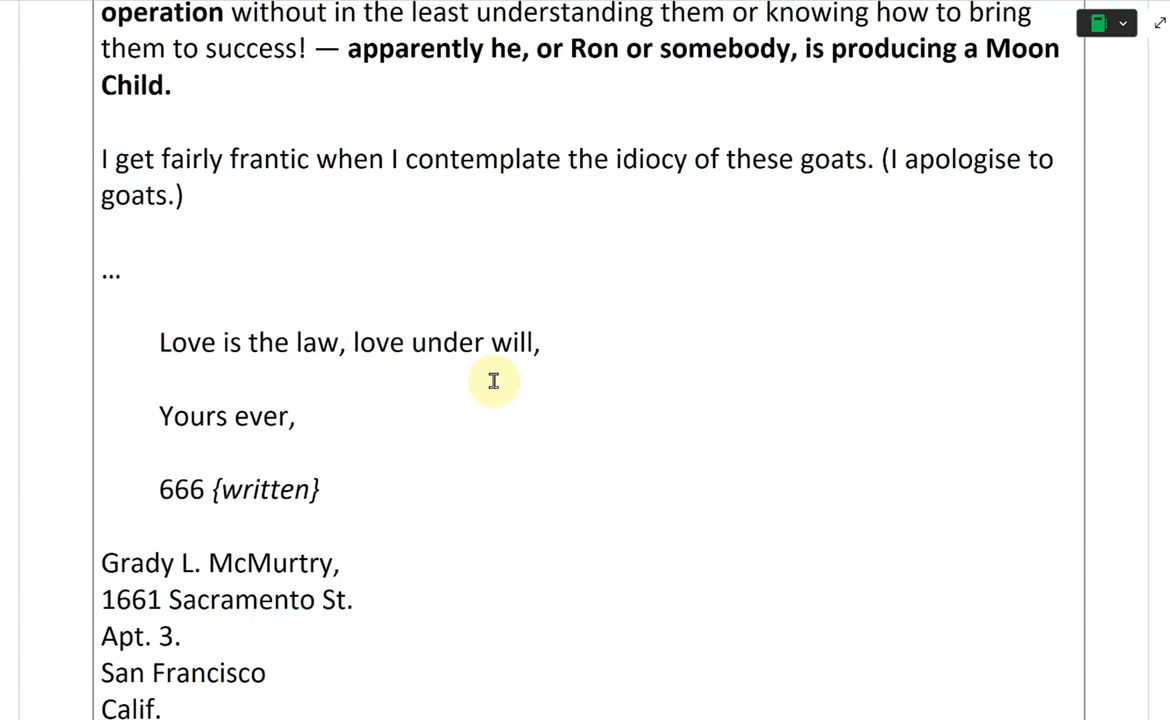 operation without in the least understanding them or knowing how to bring
them to success! — apparently he, or Ron or somebody, is producing a Moon
Child.
I get fairly frantic when I contemplate the idiocy of these goats. (I apologise to
goats.)
...
Love is the law, love under will,
Yours ever,
666 {written}
Grady L. McMurtry,
1661 Sacramento St.
Apt. 3.
San Francisco
Calif.